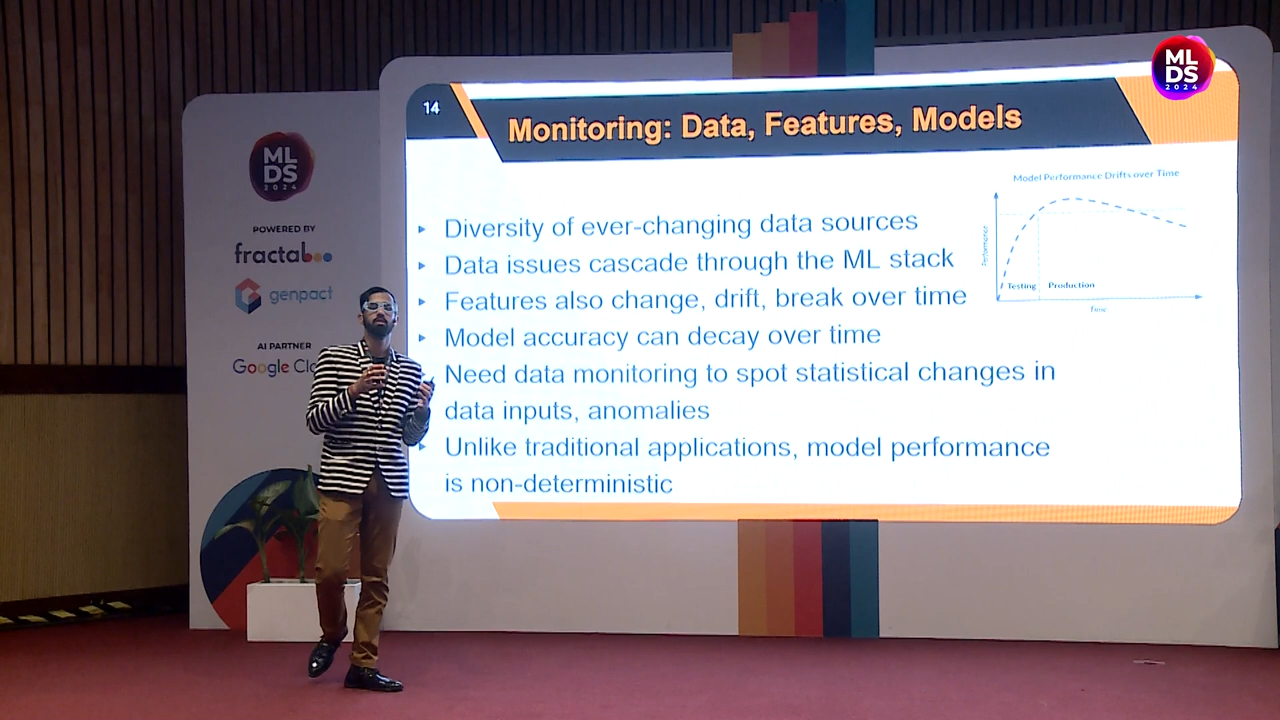 ML
DS
2024
14
Monitoring: Data, Features, Models
ML
DS
2024
POWERED BY
fractal
genpact
AI PARTNER
Google Clo
Model Performance Drifts over Time
Performance
Testing
Production
Time
Diversity of ever-changing data sources
Data issues cascade through the ML stack
Features also change, drift, break over time
Model accuracy can decay over time
Need data monitoring to spot statistical changes in
data inputs, anomalies
Unlike traditional applications, model performance
is non-deterministic